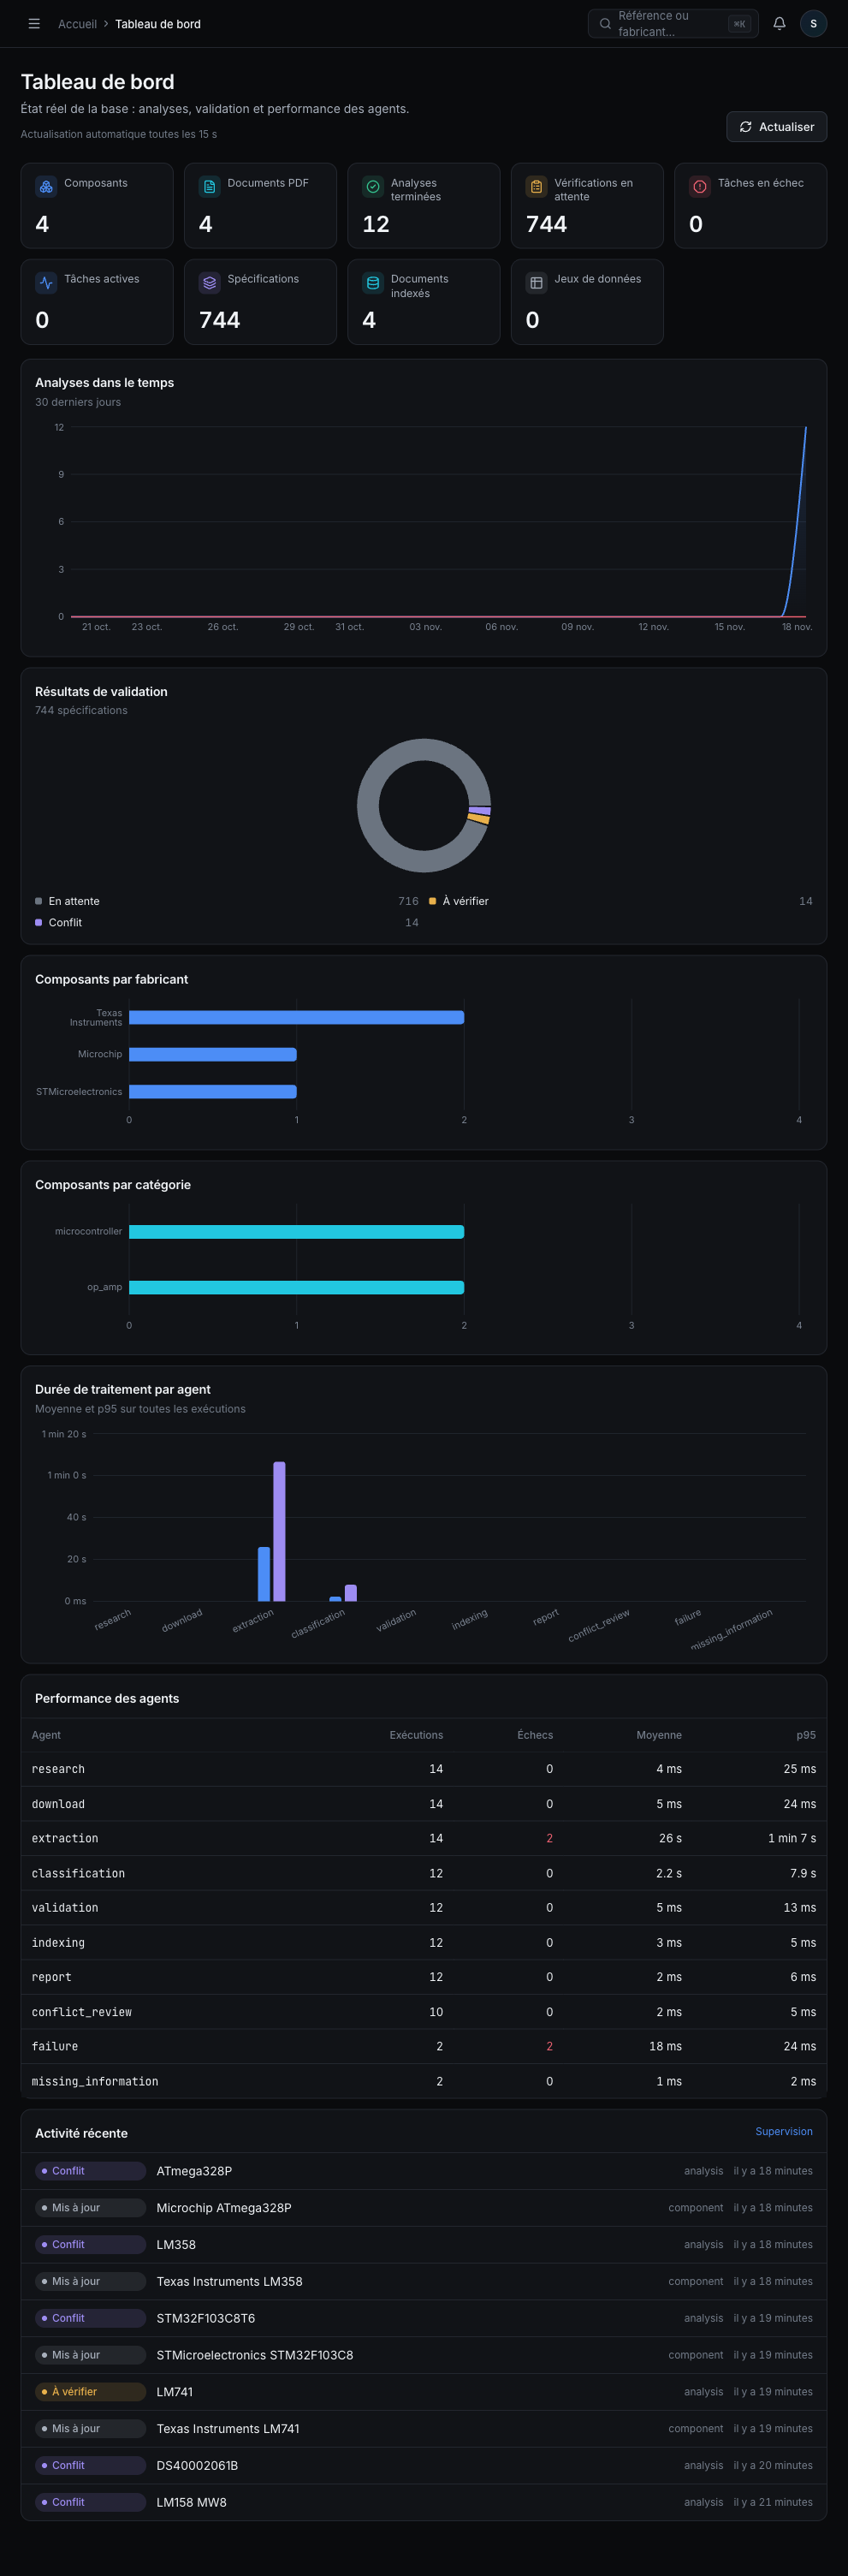 Accueil > Tableau de bord
Référence ou
fabricant...
⌘K
S
Tableau de bord
État réel de la base : analyses, validation et performance des agents.
Actualisation automatique toutes les 15 s
Actualiser
Composants
4
Documents PDF
4
Analyses
terminées
12
Vérifications en
attente
744
Tâches en échec
0
Tâches actives
0
Spécifications
744
Documents
indexés
4
Jeux de données
0
Analyses dans le temps
30 derniers jours
12
9
6
3
0
21 oct. 23 oct. 26 oct. 29 oct. 31 oct. 03 nov. 06 nov. 09 nov. 12 nov. 15 nov. 18 nov.
Résultats de validation
744 spécifications
En attente 716
À vérifier 14
Conflit 14
Composants par fabricant
Texas
Instruments
Microchip
STMicroelectronics
0 1 2 3 4
Composants par catégorie
microcontroller
op_amp
0 1 2 3 4
Durée de traitement par agent
Moyenne et p95 sur toutes les exécutions
1 min 20 s
1 min 0 s
40 s
20 s
0 ms
research download extraction classification validation indexing report conflict_review failure missing_information
Performance des agents
Agent Exécutions Échecs Moyenne p95
research 14 0 4 ms 25 ms
download 14 0 5 ms 24 ms
extraction 14 2 26 s 1 min 7 s
classification 12 0 2.2 s 7.9 s
validation 12 0 5 ms 13 ms
indexing 12 0 3 ms 5 ms
report 12 0 2 ms 6 ms
conflict_review 10 0 2 ms 5 ms
failure 2 2 18 ms 24 ms
missing_information 2 0 1 ms 2 ms
Activité récente Supervision
Conflit ATmega328P analysis il y a 18 minutes
Mis à jour Microchip ATmega328P component il y a 18 minutes
Conflit LM358 analysis il y a 18 minutes
Mis à jour Texas Instruments LM358 component il y a 18 minutes
Conflit STM32F103C8T6 analysis il y a 19 minutes
Mis à jour STMicroelectronics STM32F103C8 component il y a 19 minutes
À vérifier LM741 analysis il y a 19 minutes
Mis à jour Texas Instruments LM741 component il y a 19 minutes
Conflit DS40002061B analysis il y a 20 minutes
Conflit LM158 MW8 analysis il y a 21 minutes